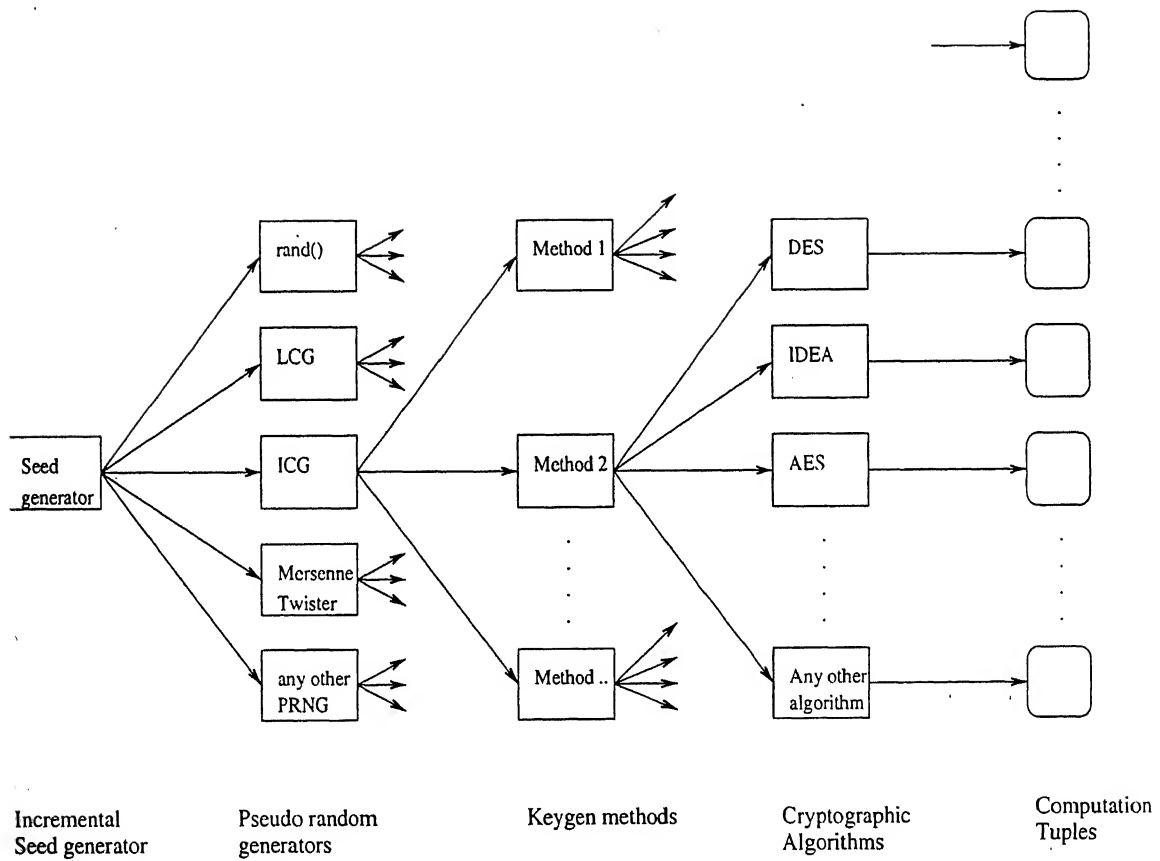 rand()
Method 1
DES
LCG
IDEA
Seed
generator
ICG
Method 2
AES
Mersenne
Twister
any other
PRNG
Method ..
Any other
algorithm
Incremental
Seed generator
Pseudo random
generators
Keygen methods
Cryptographic
Algorithms
Computation
Tuples